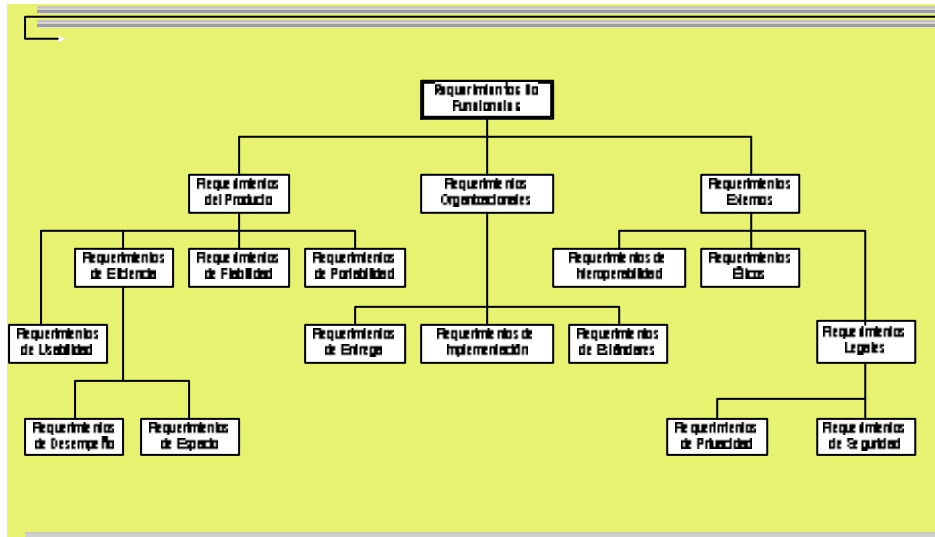 Requerimientos No
Funcionales
Requerimientos
del Producto
Requerimientos
Organizacionales
Requerimientos
Externos
Requerimientos
de Eficiencia
Requerimientos
de Fiabilidad
Requerimientos
de Portabilidad
Requerimientos de
Interoperabilidad
Requerimientos
Éticos
Requerimientos
de Usabilidad
Requerimientos
de Entrega
Requerimientos de
Implementación
Requerimientos
de Estándares
Requerimientos
Legales
Requerimientos
de Desempeño
Requerimientos
de Espacio
Requerimientos
de Privacidad
Requerimientos
de Seguridad